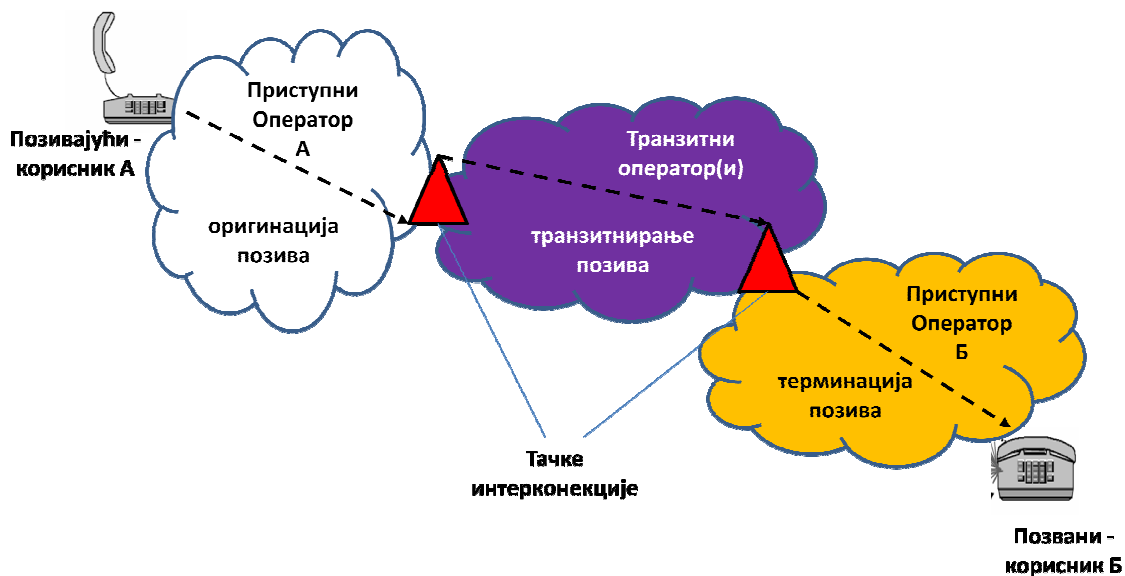 Приступни
Оператор
А
Позивајући -
корисник А
оригинација
позива
Транзитни
оператор(и)
транзитнирање
позива
Приступни
Оператор
Б
терминација
позива
Тачке
интерконекције
Позвани -
корисник Б